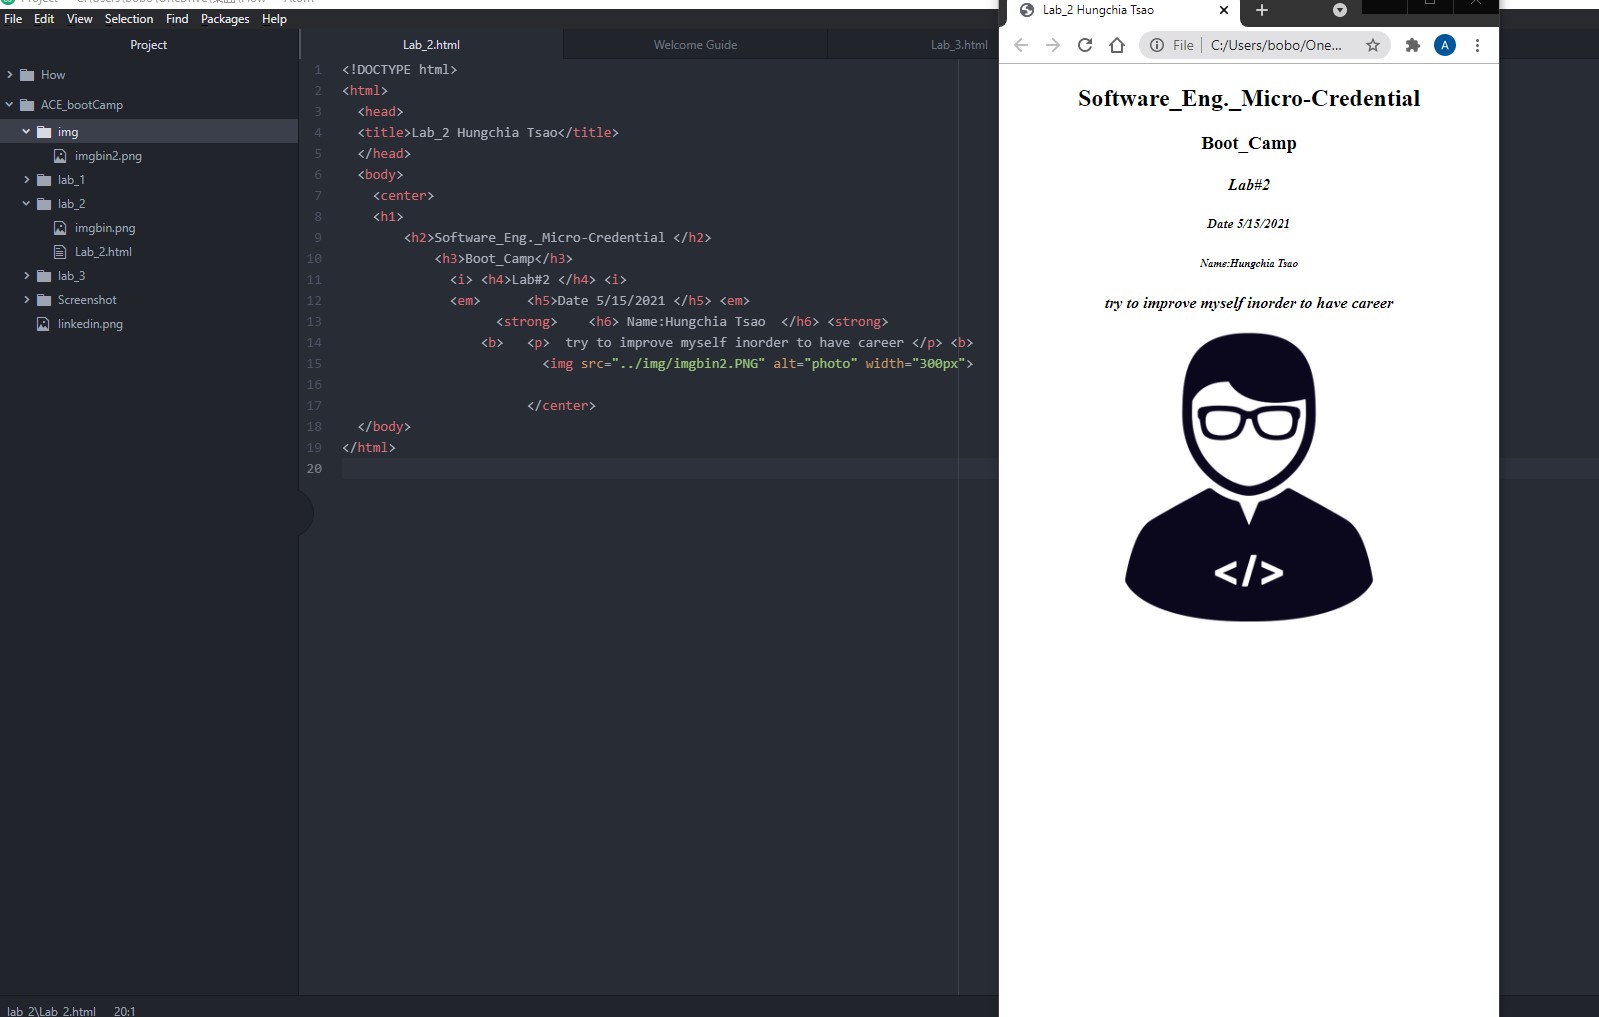 File Edit View Selection Find Packages Help
Project
How
ACE_bootCamp
img
imgbin2.png
lab_1
lab_2
imgbin.png
Lab_2.html
lab_3
Screenshot
linkedin.png
Lab_2.html Welcome Guide Lab_3.html
1 <!DOCTYPE html>
2 <html>
3 <head>
4 <title>Lab_2 Hungchia Tsao</title>
5 </head>
6 <body>
7 <center>
8 <h1>
9 <h2>Software_Eng._Micro-Credential </h2>
10 <h3>Boot_Camp</h3>
11 <i> <h4>Lab#2 </h4> <i>
12 <em> <h5>Date 5/15/2021 </h5> <em>
13 <strong> <h6> Name:Hungchia Tsao </h6> <strong>
14 <b> <p> try to improve myself inorder to have career </p> <b>
15 <img src="../img/imgbin2.PNG" alt="photo" width="300px">
16
17 </center>
18 </body>
19 </html>
20
lab_2\Lab_2.html 20:1
Lab_2 Hungchia Tsao
File C:/Users/bobo/One... A
Software_Eng._Micro-Credential
Boot_Camp
Lab#2
Date 5/15/2021
Name:Hungchia Tsao
try to improve myself inorder to have career
</>